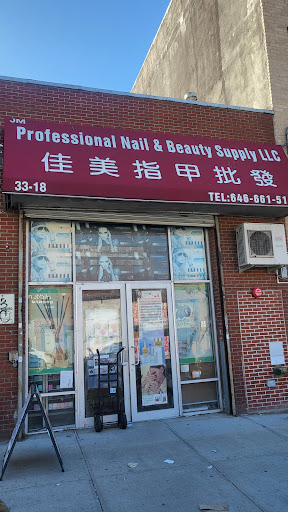 JM
Professional Nail & Beauty Supply LLC
佳美指甲批發
33-18 TEL:646-661-51